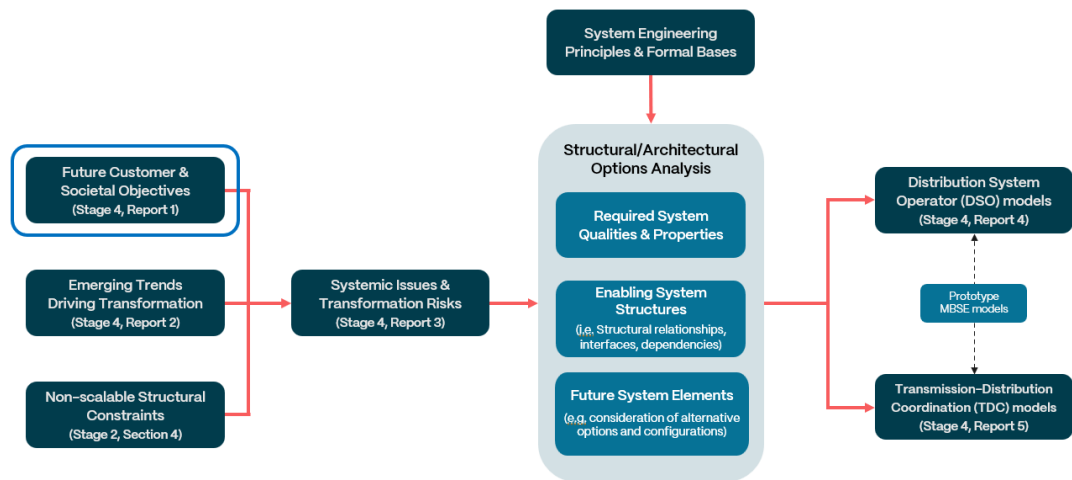 System Engineering
Principles & Formal Bases
Future Customer &
Societal Objectives
(Stage 4, Report 1)
Emerging Trends
Driving Transformation
(Stage 4, Report 2)
Non-scalable Structural
Constraints
(Stage 2, Section 4)
Systemic Issues &
Transformation Risks
(Stage 4, Report 3)
Structural/Architectural
Options Analysis
Required System
Qualities & Properties
Enabling System
Structures
(i.e. Structural relationships,
interfaces, dependencies)
Future System Elements
(e.g. consideration of alternative
options and configurations)
Distribution System
Operator (DSO) models
(Stage 4, Report 4)
Prototype
MBSE models
Transmission-Distribution
Coordination (TDC) models
(Stage 4, Report 5)